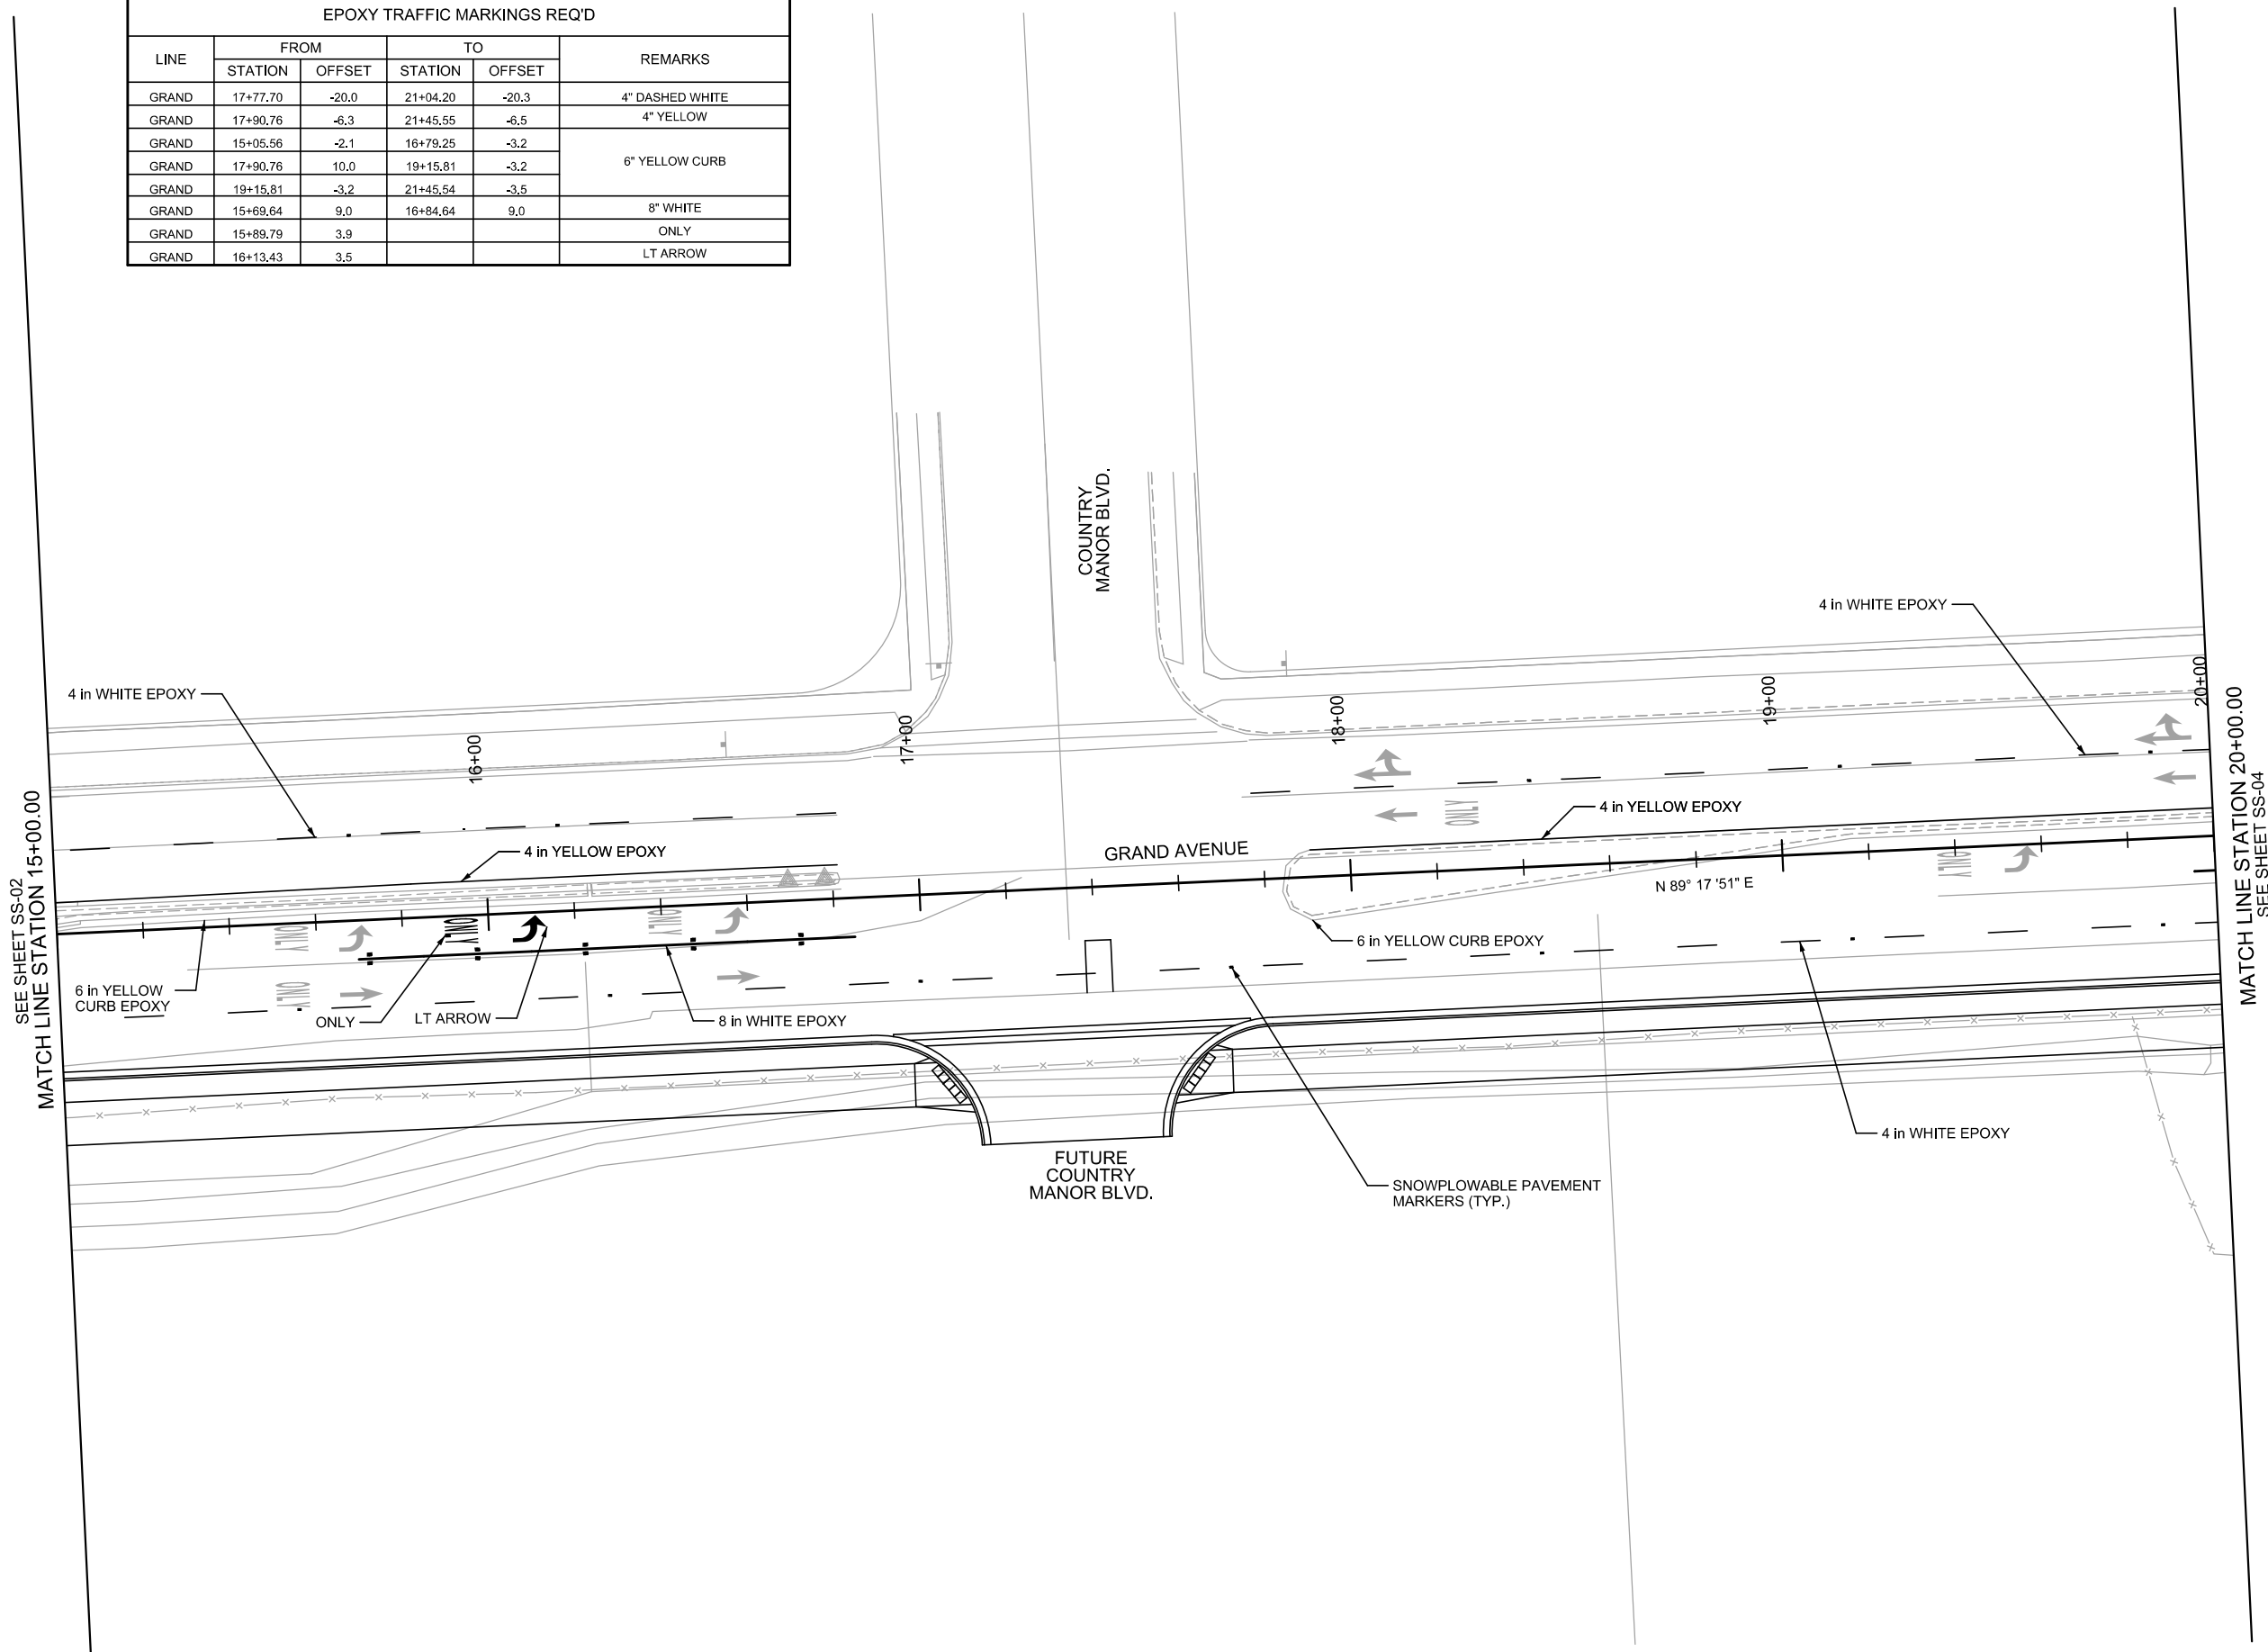 EPOXY TRAFFIC MARKINGS REQ'D
LINE FROM TO REMARKS
STATION OFFSET STATION OFFSET
GRAND 17+77.70 -20.0 21+04.20 -20.3 4" DASHED WHITE
GRAND 17+90.76 -6.3 21+45.55 -6.5 4" YELLOW
GRAND 15+05.56 -2.1 16+79.25 -3.2
GRAND 17+90.76 10.0 19+15.81 -3.2 6" YELLOW CURB
GRAND 19+15.81 -3.2 21+45.54 -3.5
GRAND 15+69.64 9.0 16+84.64 9.0 8" WHITE
GRAND 15+89.79 3.9 ONLY
GRAND 16+13.43 3.5 LT ARROW
COUNTRY
MANOR BLVD.
4 in WHITE EPOXY
4 in WHITE EPOXY
16+00
17+00
18+00
19+00
20+00
4 in YELLOW EPOXY
4 in YELLOW EPOXY
GRAND AVENUE
N 89° 17 '51" E
ONLY
ONLY
ONLY
ONLY
ONLY
ONLY
SEE SHEET SS-02
MATCH LINE STATION 15+00.00
MATCH LINE STATION 20+00.00
SEE SHEET SS-04
6 in YELLOW
CURB EPOXY
ONLY
LT ARROW
8 in WHITE EPOXY
6 in YELLOW CURB EPOXY
4 in WHITE EPOXY
FUTURE
COUNTRY
MANOR BLVD.
SNOWPLOWABLE PAVEMENT
MARKERS (TYP.)